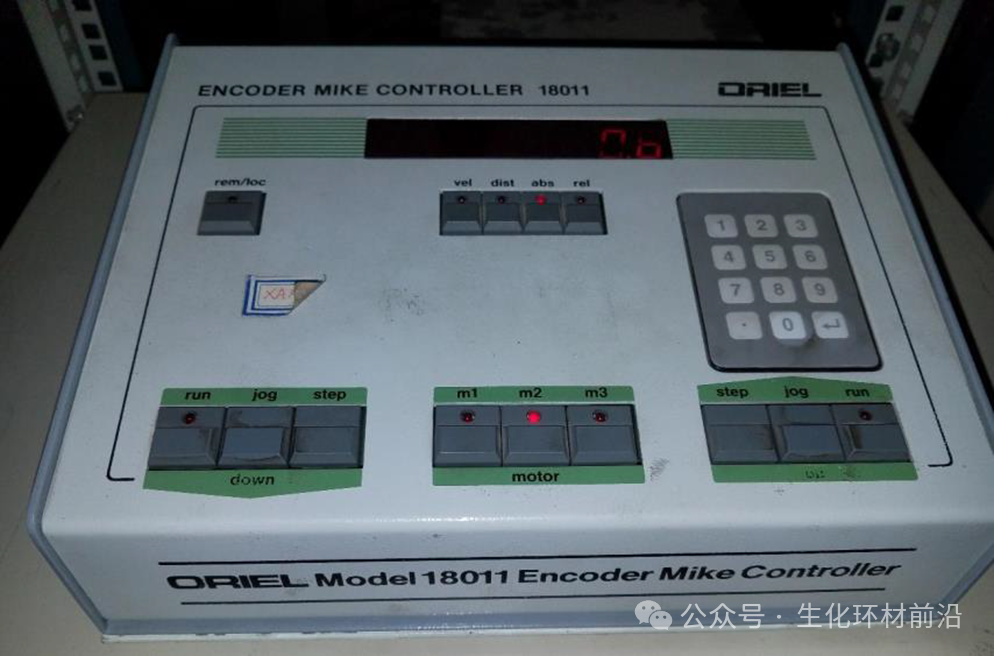 ENCODER MIKE CONTROLLER 18011
ORIEL
0.6
rem/loc
vel dist abs rel
1 2 3
4 5 6
7 8 9
. 0 ↵
run jog step
down
m1 m2 m3
motor
step jog run
ORIEL Model 18011 Encoder Mike Controller
公众号 · 生化环材前沿